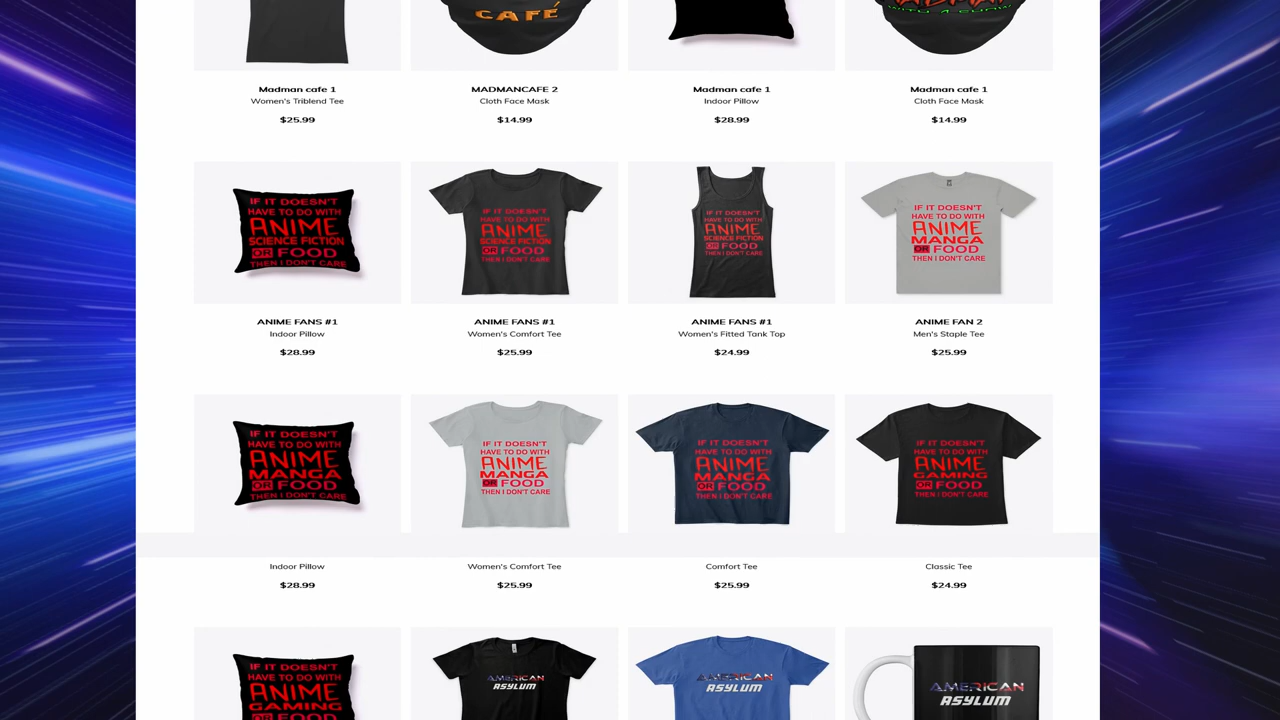 CAFÉ
WITH A CHAI
Madman cafe 1
Women's Triblend Tee
$25.99
MADMANCAFE 2
Cloth Face Mask
$14.99
Madman cafe 1
Indoor Pillow
$28.99
Madman cafe 1
Cloth Face Mask
$14.99
IF IT DOESN'T
HAVE TO DO WITH
ANIME
SCIENCE FICTION
OR FOOD
THEN I DON'T CARE
IF IT DOESN'T
HAVE TO DO WITH
ANIME
SCIENCE FICTION
OR FOOD
THEN I DON'T CARE
IF IT DOESN'T
HAVE TO DO WITH
ANIME
SCIENCE FICTION
OR FOOD
THEN I DON'T CARE
IF IT DOESN'T
HAVE TO DO WITH
ANIME
MANGA
OR FOOD
THEN I DON'T CARE
ANIME FANS #1
Indoor Pillow
$28.99
ANIME FANS #1
Women's Comfort Tee
$25.99
ANIME FANS #1
Women's Fitted Tank Top
$24.99
ANIME FAN 2
Men's Staple Tee
$25.99
IF IT DOESN'T
HAVE TO DO WITH
ANIME
MANGA
OR FOOD
THEN I DON'T CARE
IF IT DOESN'T
HAVE TO DO WITH
ANIME
MANGA
OR FOOD
THEN I DON'T CARE
IF IT DOESN'T
HAVE TO DO WITH
ANIME
MANGA
OR FOOD
THEN I DON'T CARE
IF IT DOESN'T
HAVE TO DO WITH
ANIME
GAMING
OR FOOD
THEN I DON'T CARE
Indoor Pillow
$28.99
Women's Comfort Tee
$25.99
Comfort Tee
$25.99
Classic Tee
$24.99
IF IT DOESN'T
HAVE TO DO WITH
ANIME
GAMING
AMERICAN
ASYLUM
AMERICAN
ASYLUM
AMERICAN
ASYLUM